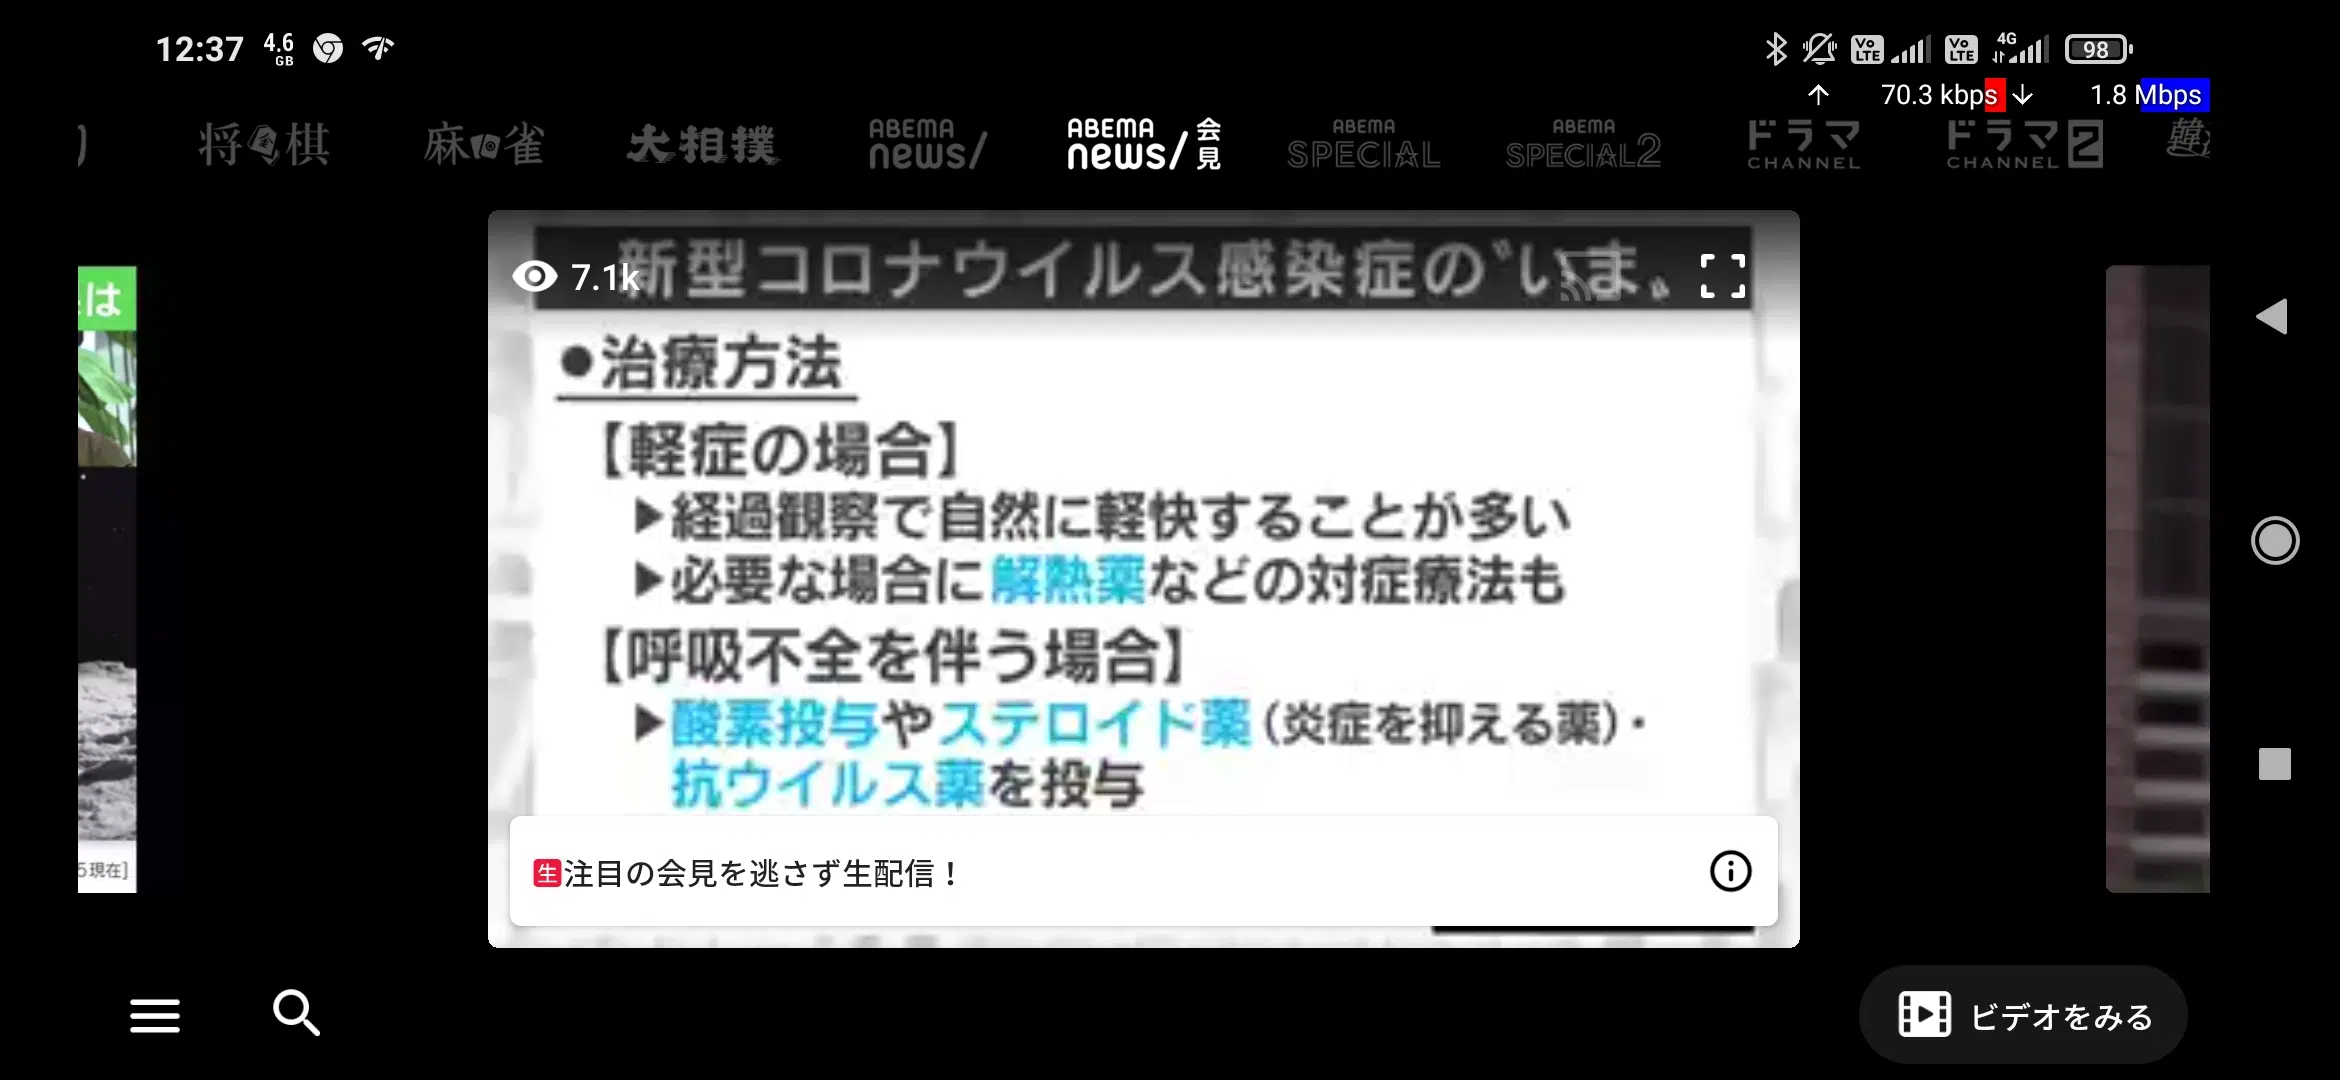 12:37 4.6 GB VoLTE VoLTE 4G 98
70.3 kbps 1.8 Mbps
将棋 麻雀 大相撲 ABEMA news/ ABEMA news/会見 ABEMA SPECIAL ABEMA SPECIAL2 ドラマ CHANNEL ドラマ CHANNEL 2 韓
7.1k
新型コロナウイルス感染症の〝いま〟
は
●治療方法
【軽症の場合】
▶経過観察で自然に軽快することが多い
▶必要な場合に解熱薬などの対症療法も
【呼吸不全を伴う場合】
▶酸素投与やステロイド薬(炎症を抑える薬)・
抗ウイルス薬を投与
現在]
生注目の会見を逃さず生配信！
ビデオをみる